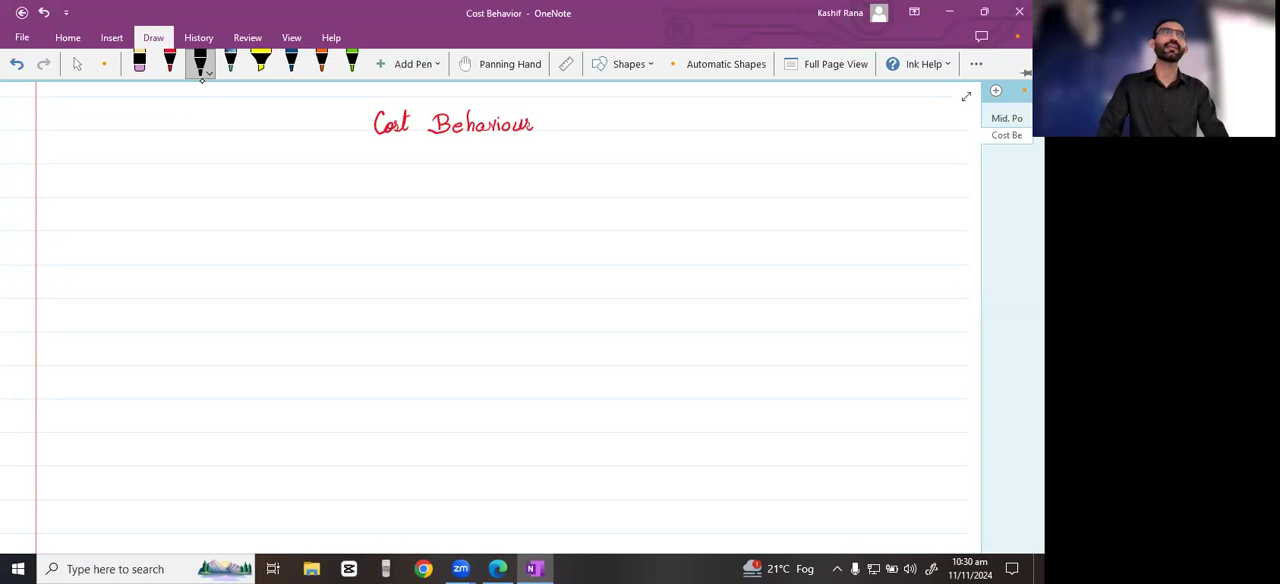 Cost Behavior - OneNote
Kashif Rana
File Home Insert Draw History Review View Help
Add Pen Panning Hand Shapes Automatic Shapes Full Page View Ink Help
Cost Behaviour
Mid. Po
Cost Be
Type here to search
zm
N
1
21°C Fog
10:30 am
11/11/2024